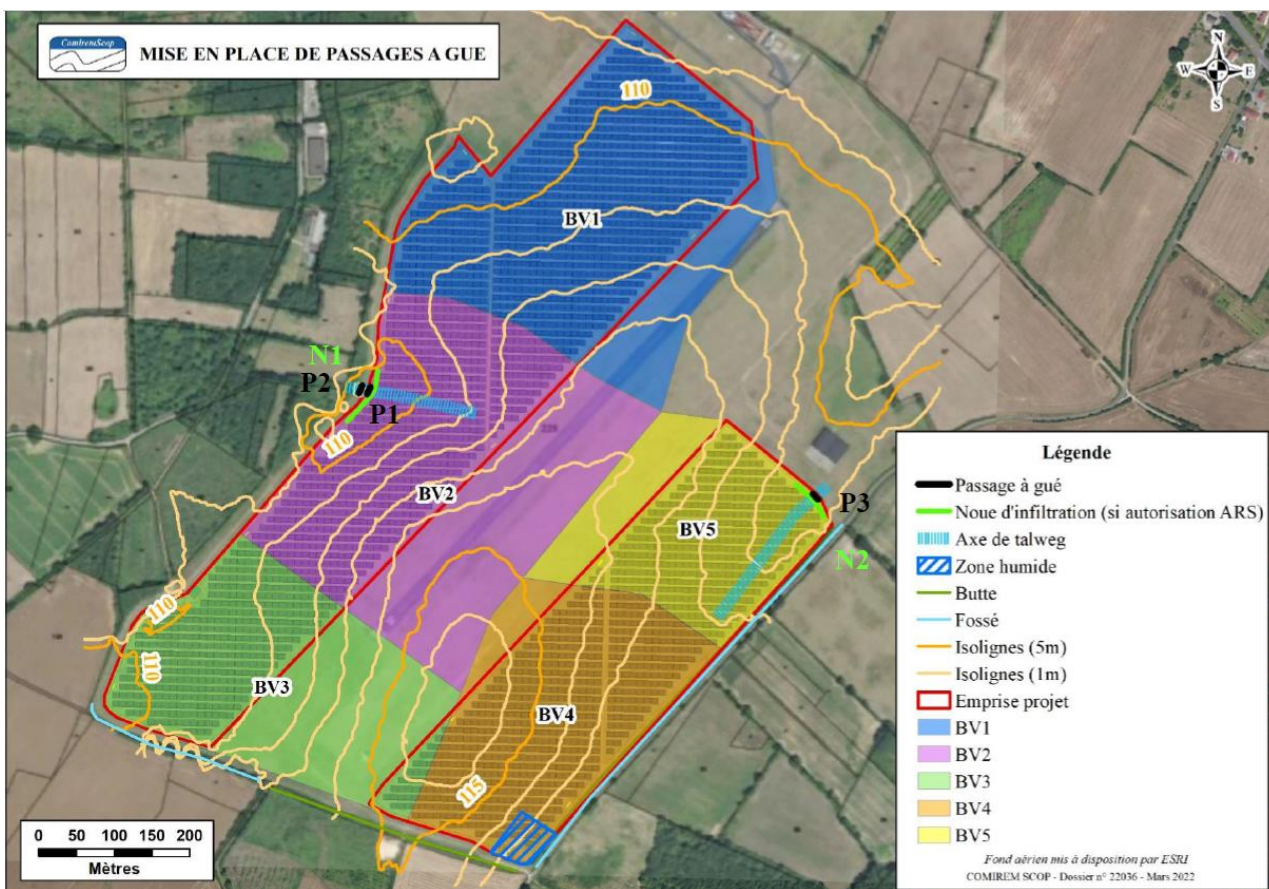 ComiremScop
MISE EN PLACE DE PASSAGES A GUE
N
W E
S
110
BV1
N1
P2
P1
110
BV2
P3
BV5
N2
110
110
BV3
BV4
115
0 50 100 150 200
Mètres
Légende
Passage à gué
Noue d'infiltration (si autorisation ARS)
Axe de talweg
Zone humide
Butte
Fossé
Isolignes (5m)
Isolignes (1m)
Emprise projet
BV1
BV2
BV3
BV4
BV5
Fond aérien mis à disposition par ESRI
COMIREM SCOP - Dossier n° 22036 - Mars 2022